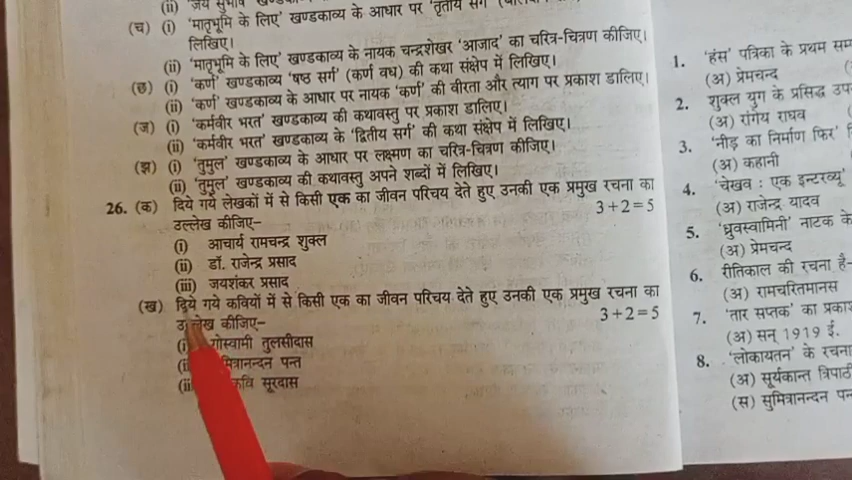 (ii) 'जय सुभाष'
(च) (i) 'मातृभूमि के लिए' खण्डकाव्य के आधार पर 'तृतीय सर्ग'
लिखिए।
(ii) 'मातृभूमि के लिए' खण्डकाव्य के नायक चन्द्रशेखर 'आजाद' का चरित्र-चित्रण कीजिए।
(छ) (i) 'कर्ण' खण्डकाव्य 'षष्ठ सर्ग' (कर्ण वध) की कथा संक्षेप में लिखिए।
(ii) 'कर्ण' खण्डकाव्य के आधार पर नायक 'कर्ण' की वीरता और त्याग पर प्रकाश डालिए।
(ज) (i) 'कर्मवीर भरत' खण्डकाव्य की कथावस्तु पर प्रकाश डालिए।
(ii) 'कर्मवीर भरत' खण्डकाव्य के 'द्वितीय सर्ग' की कथा संक्षेप में लिखिए।
(झ) (i) 'तुमुल' खण्डकाव्य के आधार पर लक्ष्मण का चरित्र-चित्रण कीजिए।
(ii) 'तुमुल' खण्डकाव्य की कथावस्तु अपने शब्दों में लिखिए।
26. (क) दिये गये लेखकों में से किसी एक का जीवन परिचय देते हुए उनकी एक प्रमुख रचना का
उल्लेख कीजिए– 3+2=5
(i) आचार्य रामचन्द्र शुक्ल
(ii) डॉ. राजेन्द्र प्रसाद
(iii) जयशंकर प्रसाद
(ख) दिये गये कवियों में से किसी एक का जीवन परिचय देते हुए उनकी एक प्रमुख रचना का
उल्लेख कीजिए– 3+2=5
गोस्वामी तुलसीदास
सुमित्रानन्दन पन्त
कवि सूरदास
1. 'हंस' पत्रिका के प्रथम
(अ) प्रेमचन्द
2. शुक्ल युग के प्रसिद्ध
(अ) रांगेय राघव
3. 'नीड़ का निर्माण फिर'
(अ) कहानी
4. 'चेखव : एक इन्टरव्यू'
(अ) राजेन्द्र यादव
5. 'ध्रुवस्वामिनी' नाटक के
(अ) प्रेमचन्द
6. रीतिकाल की रचना है–
(अ) रामचरितमानस
7. 'तार सप्तक' का
(अ) सन् 1919 ई.
8. 'लोकायतन' के
(अ) सूर्यकान्त
(स) सुमित्रानन्दन